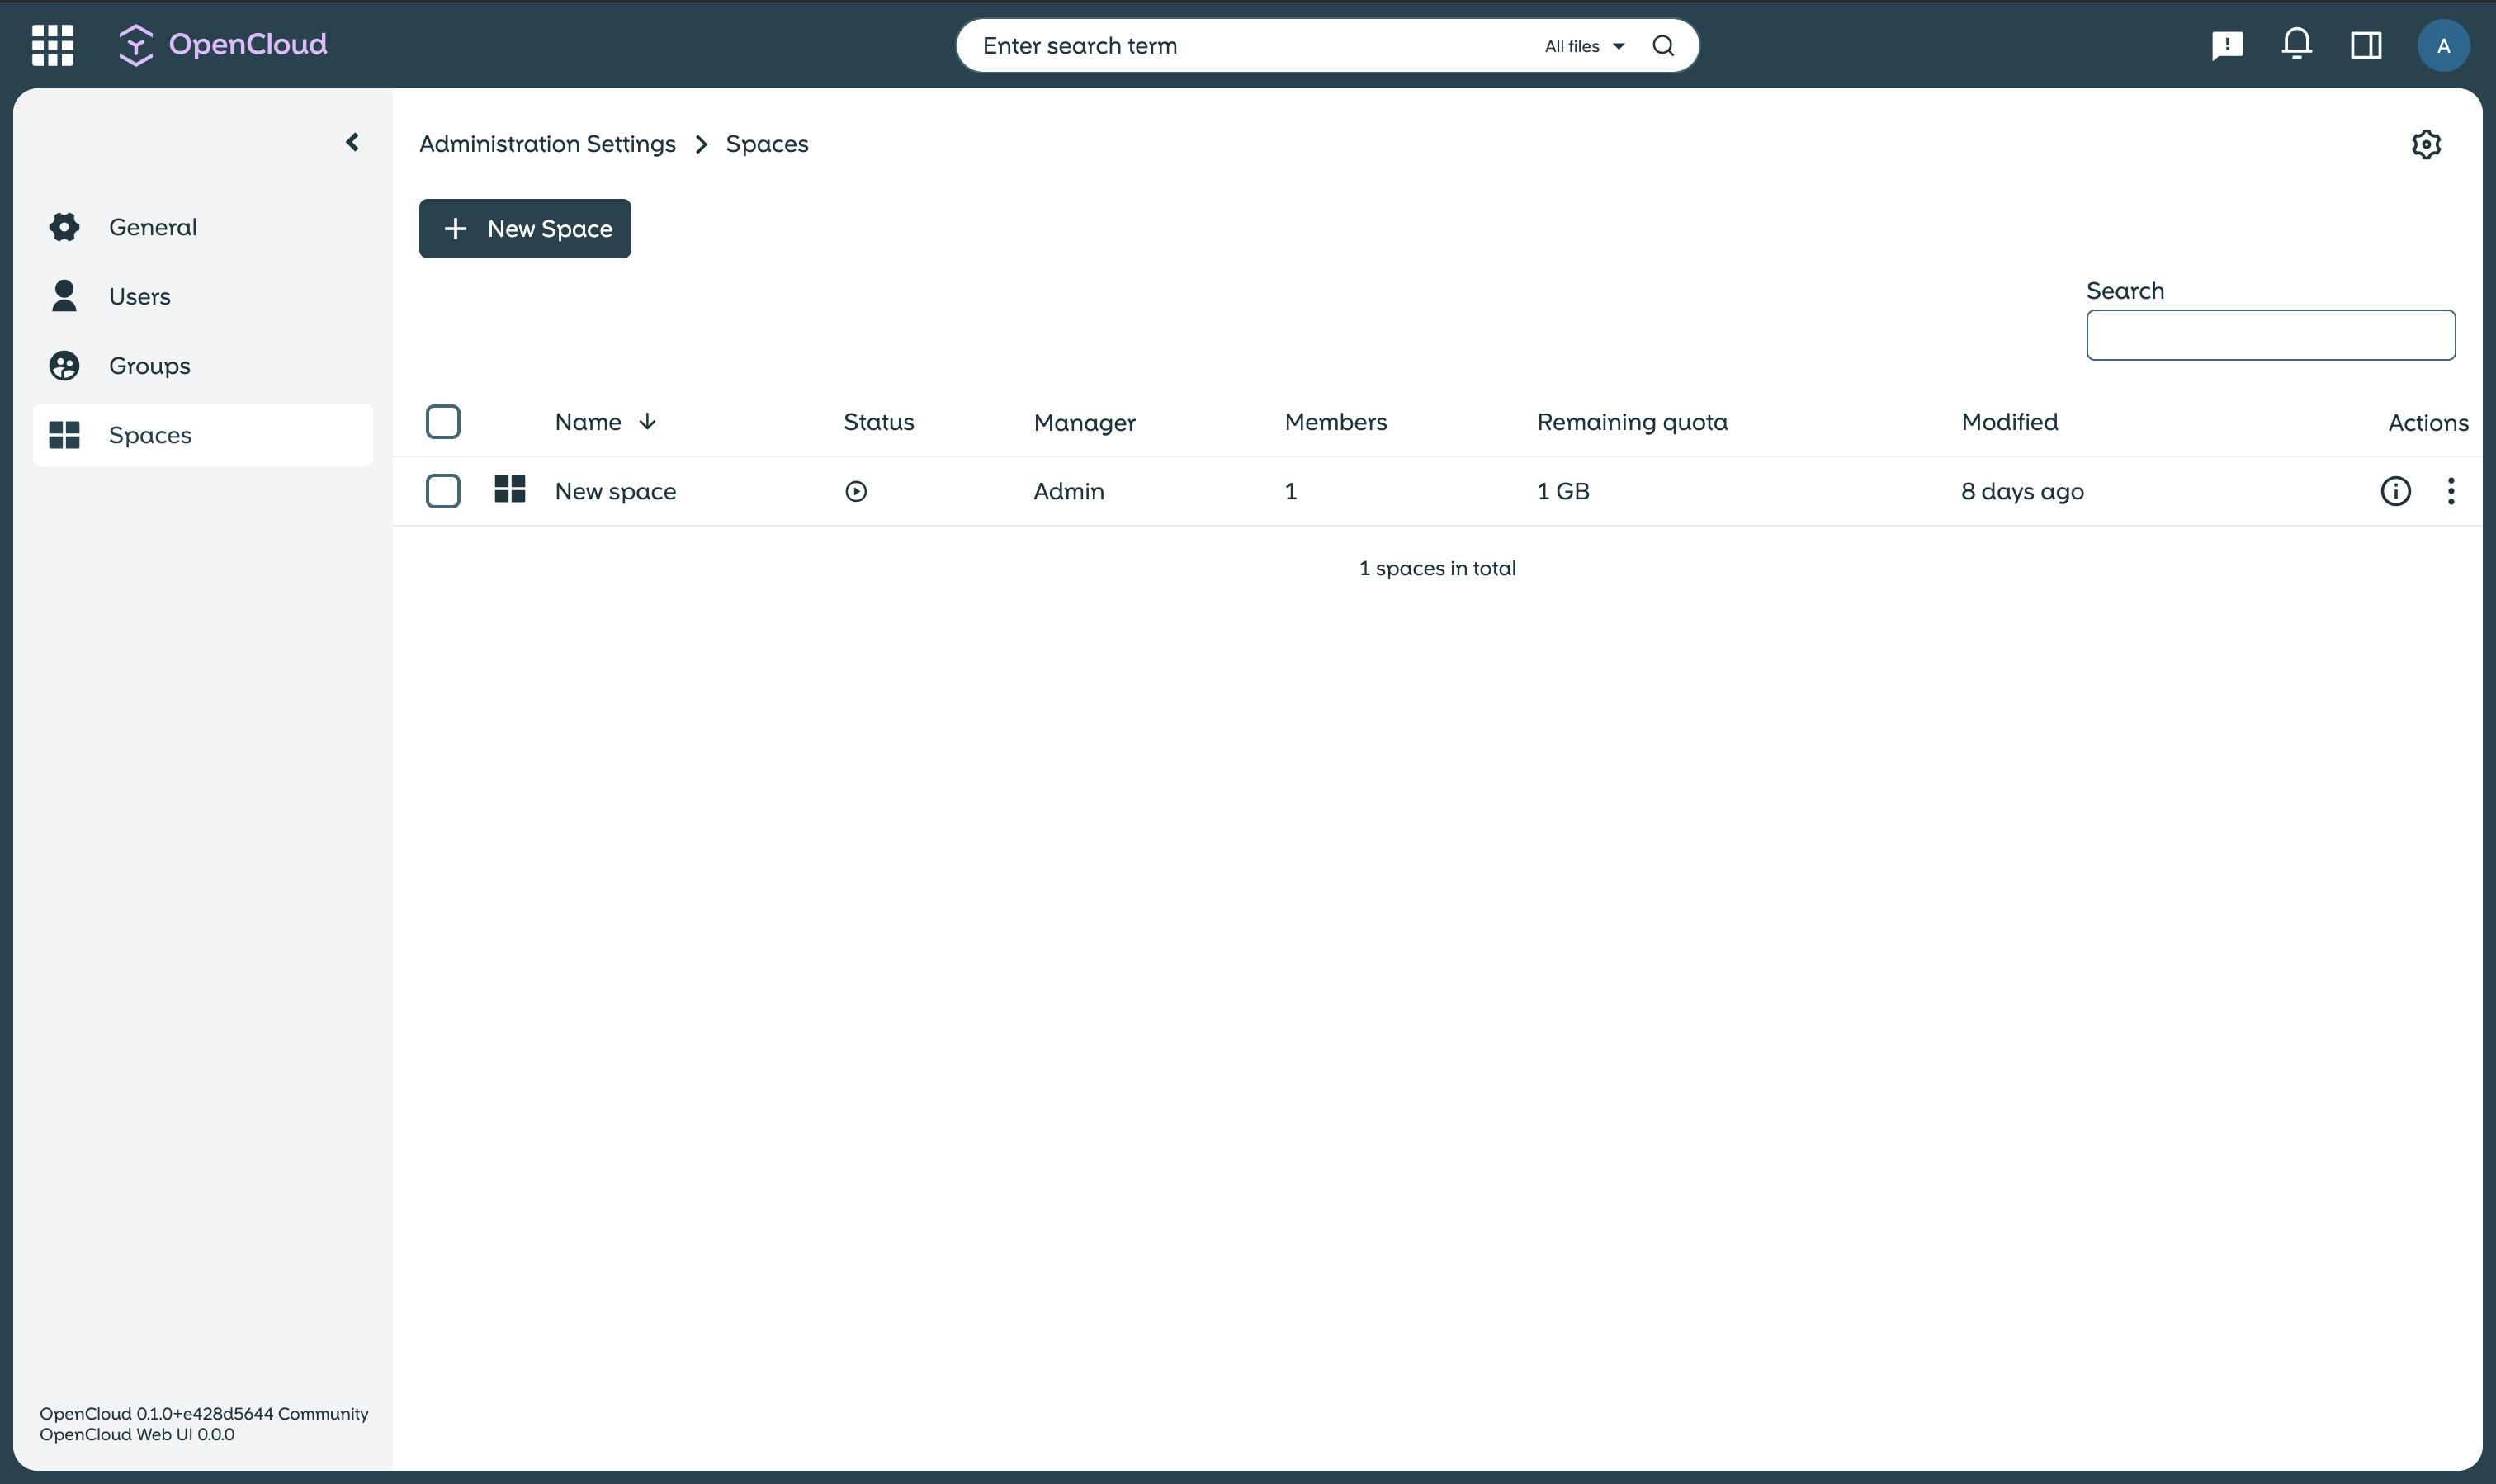 OpenCloud
Enter search term
All files
A
Administration Settings
Spaces
General
New Space
Users
Search
Groups
Name Status Manager Members Remaining quota Modified Actions
Spaces
New space Admin 1 1 GB 8 days ago
1 spaces in total
OpenCloud 0.1.0+e428d5644 Community
OpenCloud Web UI 0.0.0